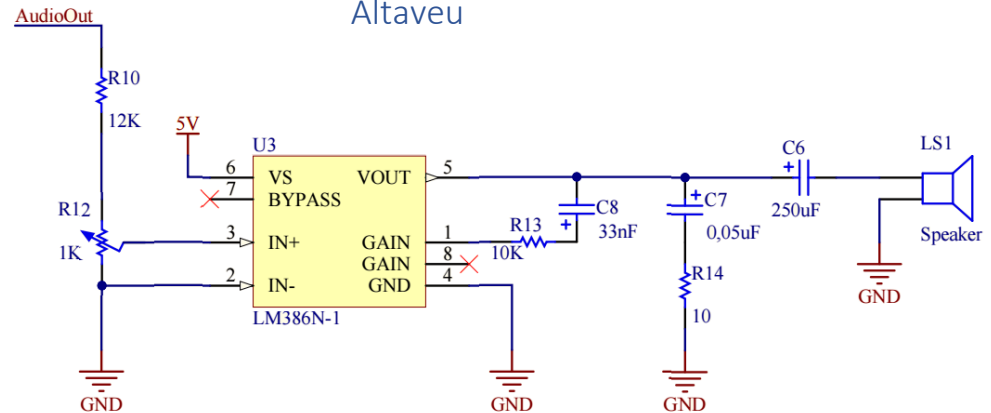 Altaveu
AudioOut
R10
12K
5V
U3
C6
LS1
6 VS VOUT 5
7 BYPASS
C8
C7
250uF
R12
33nF
0,05uF
Speaker
1K
3 IN+ GAIN 1
R13
10K
GAIN 8
R14
2 IN- GND 4
10
LM386N-1
GND
GND
GND
GND